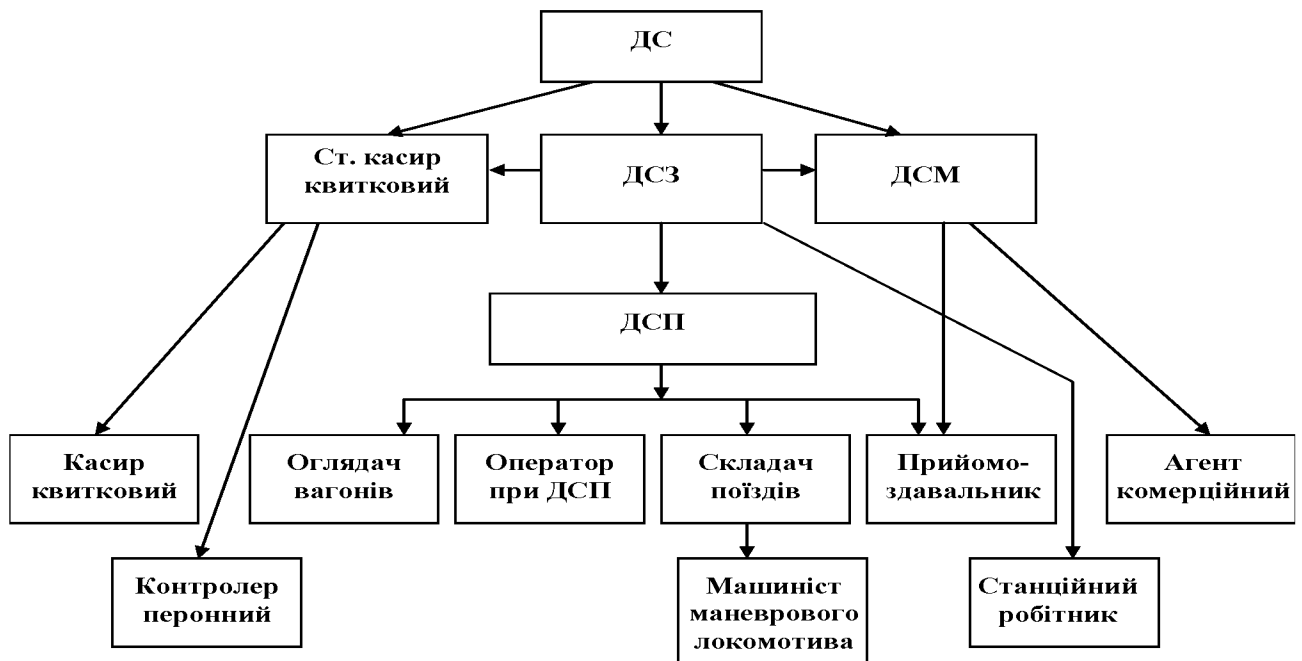 ДС
Ст. касир
квитковий
ДСЗ
ДСМ
ДСП
Касир
квитковий
Оглядач
вагонів
Оператор
при ДСП
Складач
поїздів
Прийомо-
здавальник
Агент
комерційний
Контролер
перонний
Машиніст
маневрового
локомотива
Станційний
робітник